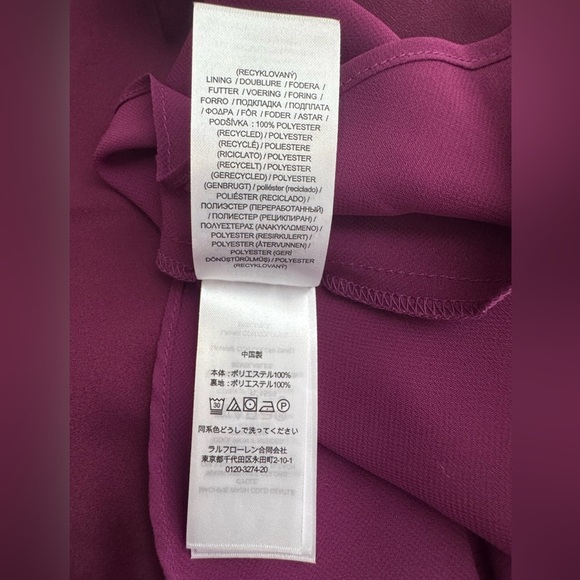 (RECYKLOVANÝ)
LINING / DOUBLURE / FODERA /
FUTTER / VOERING / FORING /
FORRO / ПОДКЛАДКА / ПОДПЛАТА
/ ΦΟΔΡΑ / FÔR / FODER / ASTAR /
PODŠÍVKA : 100% POLYESTER
(RECYCLED) / POLYESTER
(RECYCLÉ) / POLIESTERE
(RICICLATO) / POLYESTER
(RECYCELT) / POLYESTER
(GERECYCLED) / POLYESTER
(GENBRUGT) / poliéster (reciclado) /
POLIÉSTER (RECICLADO) /
ПОЛИЭСТЕР (ПЕРЕРАБОТАННЫЙ)
/ ПОЛИЕСТЕР (РЕЦИКЛИРАН) /
ΠΟΛΥΕΣΤΕΡΑΣ (ΑΝΑΚΥΚΛΩΜΕΝΟ) /
POLYESTER (RESIRKULERT) /
POLYESTER (ÅTERVUNNEN) /
POLYESTER (GERİ
DÖNÜŞTÜRÜLMÜŞ) / POLYESTER
(RECYKLOVANÝ)
中国製
本体 : ポリエステル100%
裏地 : ポリエステル100%
30 P
同系色どうしで洗ってください
ラルフローレン合同会社
東京都千代田区永田町2-10-1
0120-3274-20